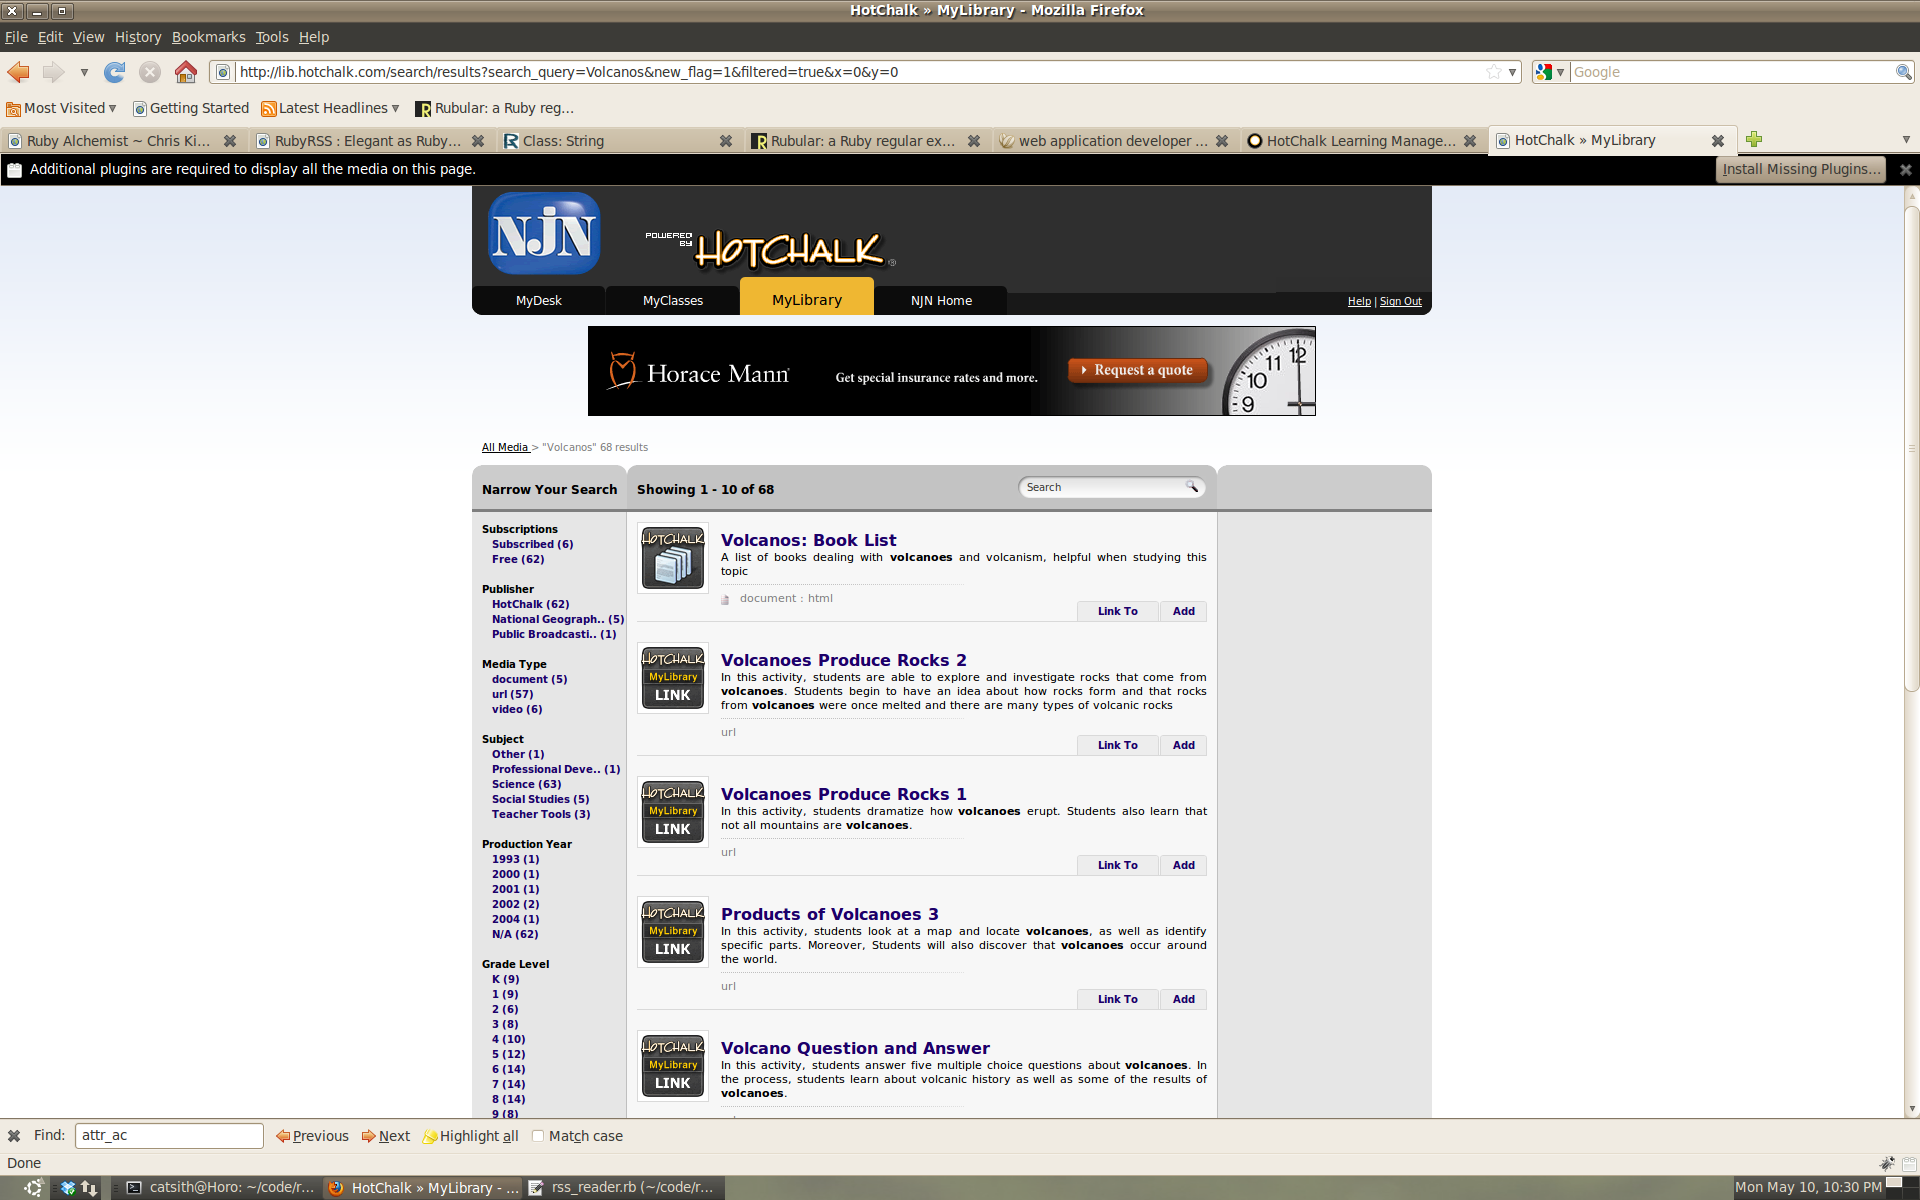 HotChalk » MyLibrary - Mozilla Firefox
File Edit View History Bookmarks Tools Help
http://lib.hotchalk.com/search/results?search_query=Volcanos&new_flag=1&filtered=true&x=0&y=0
Google
Most Visited
Getting Started
Latest Headlines
Rubular: a Ruby reg...
Ruby Alchemist ~ Chris Ki...
RubyRSS : Elegant as Ruby...
Class: String
Rubular: a Ruby regular ex...
web application developer ...
HotChalk Learning Manage...
HotChalk » MyLibrary
Additional plugins are required to display all the media on this page.
Install Missing Plugins...
NJN
POWERED BY HOTCHALK ®
MyDesk
MyClasses
MyLibrary
NJN Home
Help | Sign Out
Horace Mann
Get special insurance rates and more.
Request a quote
9 10 11 12
All Media > "Volcanos" 68 results
Narrow Your Search
Showing 1 - 10 of 68
Search
Subscriptions
Subscribed (6)
Free (62)
Publisher
HotChalk (62)
National Geograph.. (5)
Public Broadcasti.. (1)
Media Type
document (5)
url (57)
video (6)
Subject
Other (1)
Professional Deve.. (1)
Science (63)
Social Studies (5)
Teacher Tools (3)
Production Year
1993 (1)
2000 (1)
2001 (1)
2002 (2)
2004 (1)
N/A (62)
Grade Level
K (9)
1 (9)
2 (6)
3 (8)
4 (10)
5 (12)
6 (14)
7 (14)
8 (14)
9 (8)
HOTCHALK
Volcanos: Book List
A list of books dealing with volcanoes and volcanism, helpful when studying this
topic
document : html
Link To
Add
HOTCHALK
MyLibrary
LINK
Volcanoes Produce Rocks 2
In this activity, students are able to explore and investigate rocks that come from
volcanoes. Students begin to have an idea about how rocks form and that rocks
from volcanoes were once melted and there are many types of volcanic rocks
url
Link To
Add
HOTCHALK
MyLibrary
LINK
Volcanoes Produce Rocks 1
In this activity, students dramatize how volcanoes erupt. Students also learn that
not all mountains are volcanoes.
url
Link To
Add
HOTCHALK
MyLibrary
LINK
Products of Volcanoes 3
In this activity, students look at a map and locate volcanoes, as well as identify
specific parts. Moreover, Students will also discover that volcanoes occur around
the world.
url
Link To
Add
HOTCHALK
MyLibrary
LINK
Volcano Question and Answer
In this activity, students answer five multiple choice questions about volcanoes. In
the process, students learn about volcanic history as well as some of the results of
volcanoes.
Find: attr_ac
Previous
Next
Highlight all
Match case
Done
catsith@Horo: ~/code/r...
HotChalk » MyLibrary - ...
rss_reader.rb (~/code/r...
Mon May 10, 10:30 PM